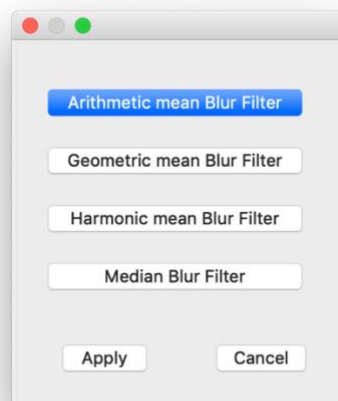 Arithmetic mean Blur Filter
Geometric mean Blur Filter
Harmonic mean Blur Filter
Median Blur Filter
Apply Cancel